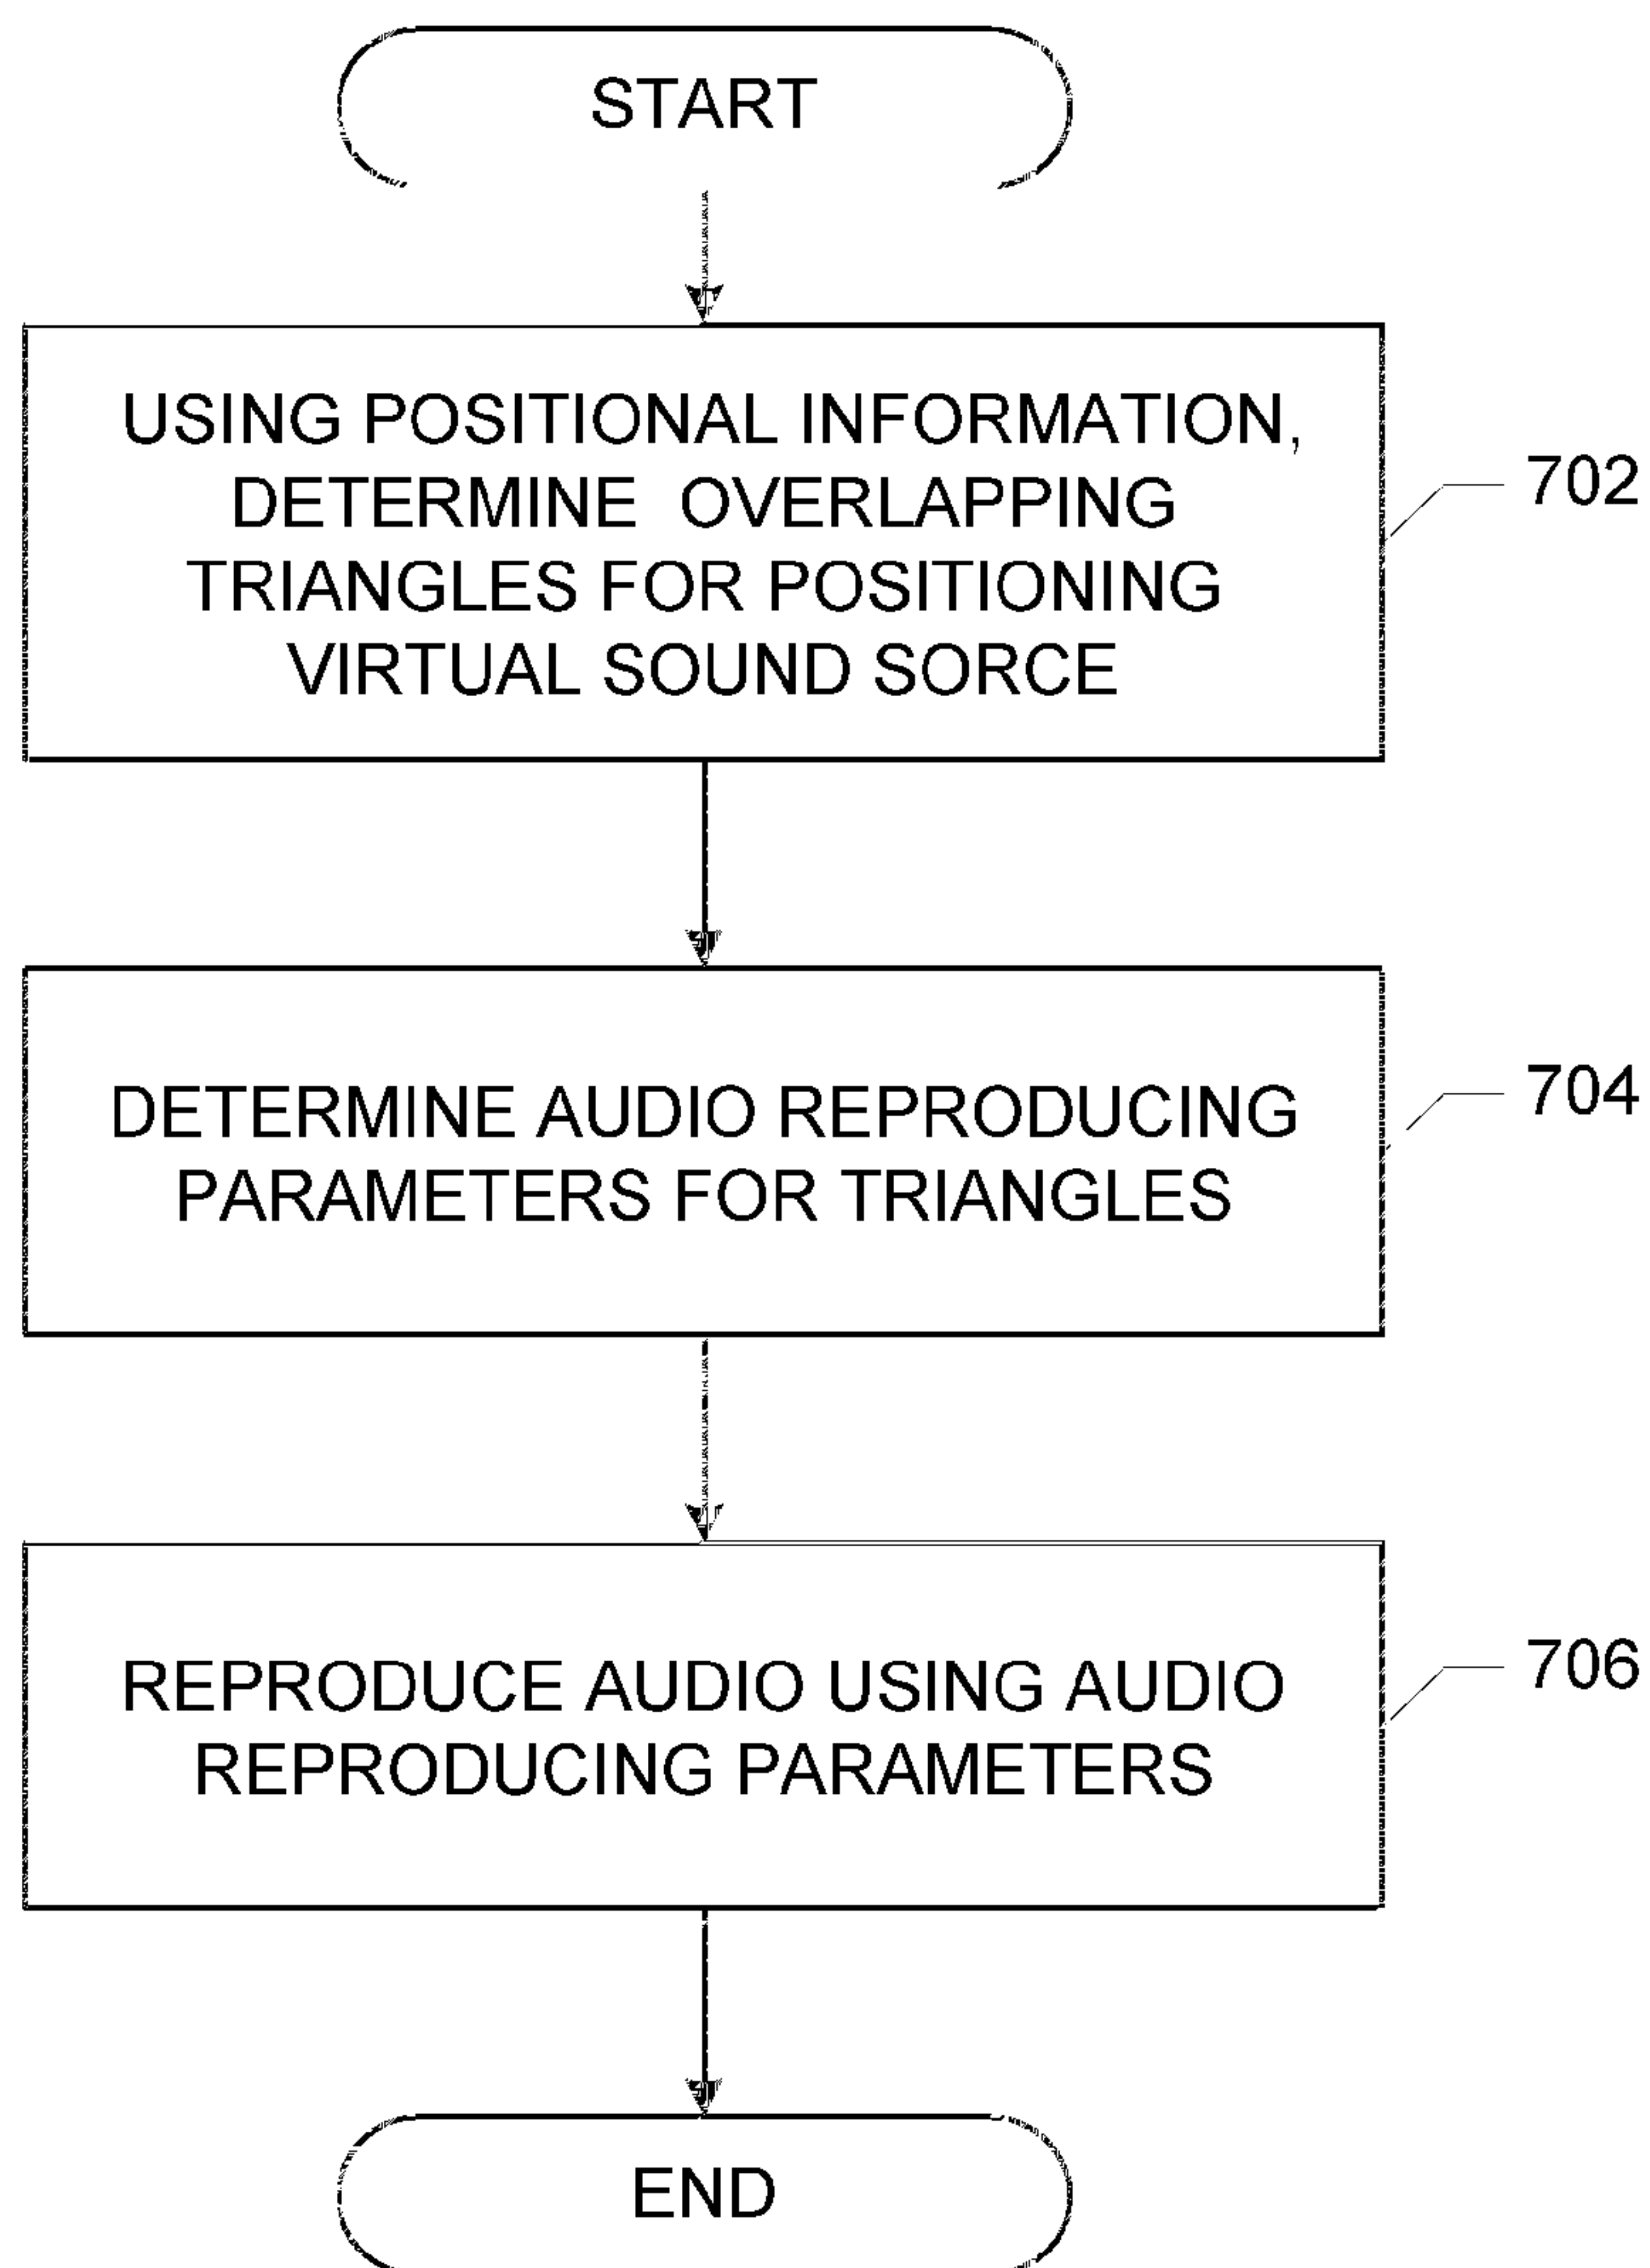 START
USING POSITIONAL INFORMATION,
DETERMINE OVERLAPPING
TRIANGLES FOR POSITIONING
VIRTUAL SOUND SORCE
702
DETERMINE AUDIO REPRODUCING
PARAMETERS FOR TRIANGLES
704
REPRODUCE AUDIO USING AUDIO
REPRODUCING PARAMETERS
706
END